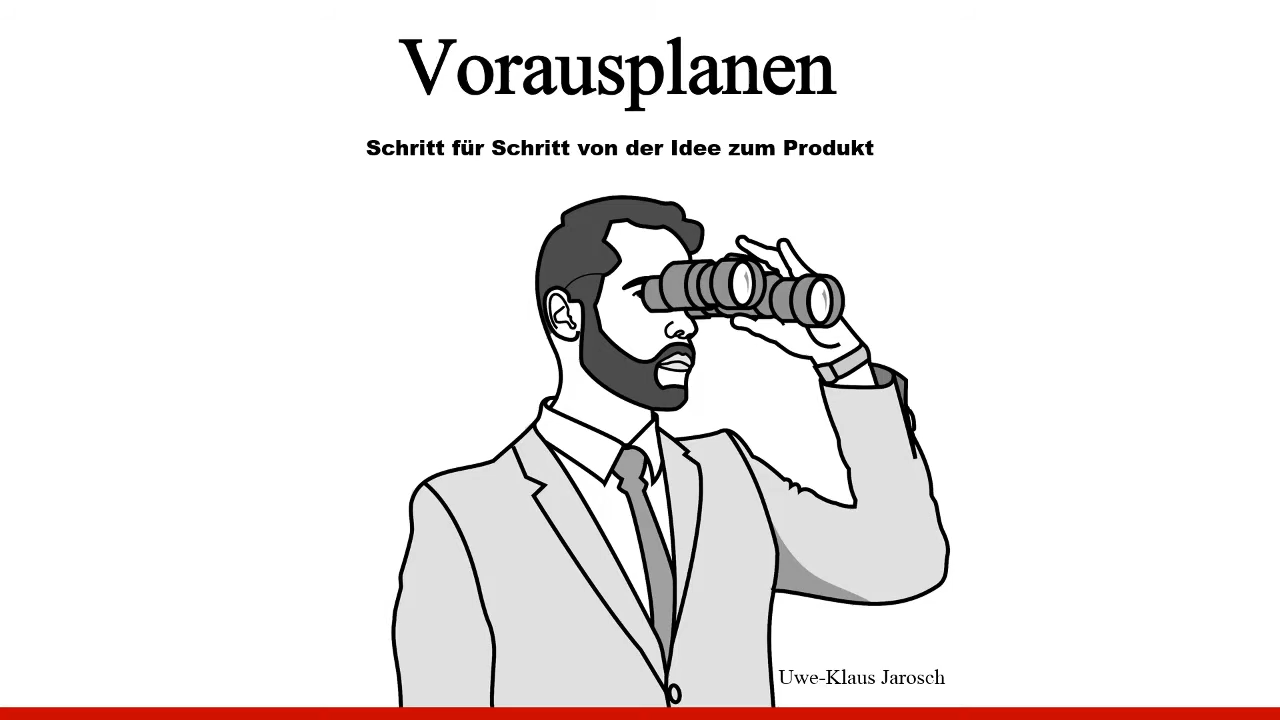 Vorausplanen
Schritt für Schritt von der Idee zum Produkt
Uwe-Klaus Jarosch